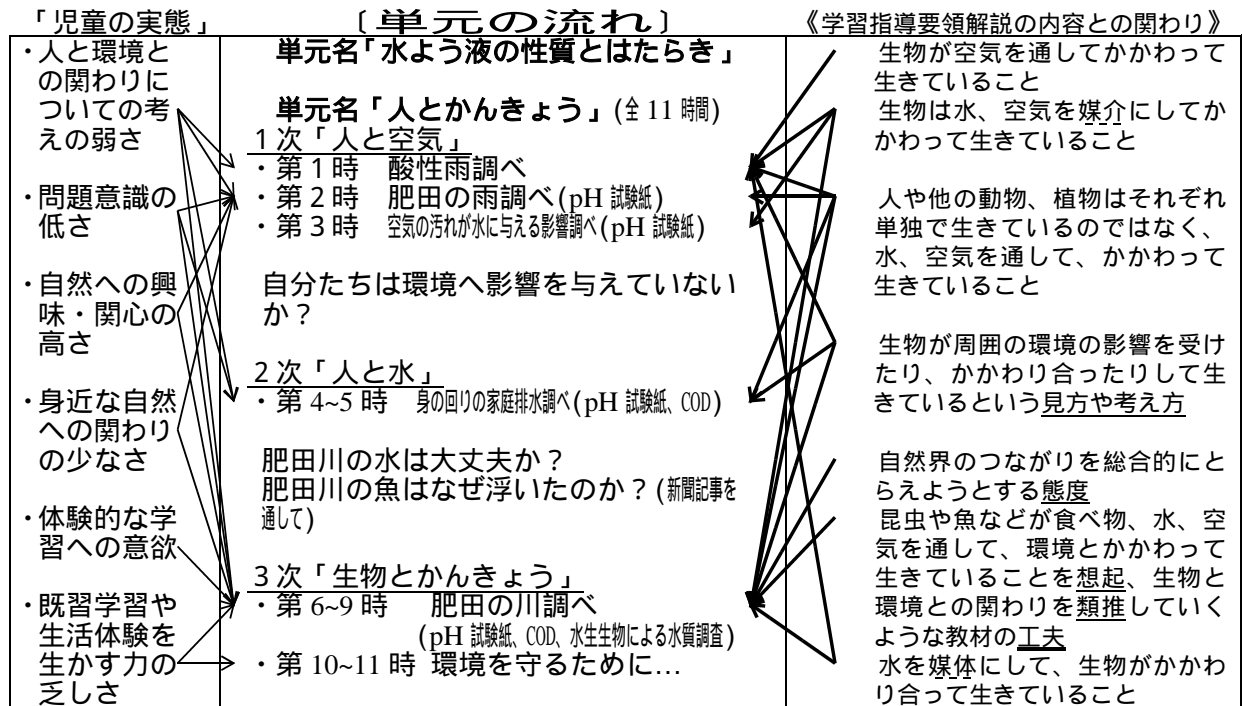 「児童の実態」
・人と環境と
の関わりに
ついての考
えの弱さ
・問題意識の
低さ
・自然への興
味・関心の
高さ
・身近な自然
への関わり
の少なさ
・体験的な学
習への意欲
・既習学習や
生活体験を
生かす力の
乏しさ
〔単元の流れ〕
単元名「水よう液の性質とはたらき」
単元名「人とかんきょう」(全 11 時間)
1次「人と空気」
・第1時 酸性雨調べ
・第2時 肥田の雨調べ(pH 試験紙)
・第3時 空気の汚れが水に与える影響調べ(pH 試験紙)
自分たちは環境へ影響を与えていない
か?
2次「人と水」
・第 4~5 時 身の回りの家庭排水調べ(pH 試験紙、COD)
肥田川の水は大丈夫か?
肥田川の魚はなぜ浮いたのか?(新聞記事を
通して)
3次「生物とかんきょう」
・第 6~9 時 肥田の川調べ
(pH 試験紙、COD、水生生物による水質調査)
・第 10~11 時 環境を守るために…
《学習指導要領解説の内容との関わり》
生物が空気を通してかかわって
生きていること
生物は水、空気を媒介にしてか
かわって生きていること
人や他の動物、植物はそれぞれ
単独で生きているのではなく、
水、空気を通して、かかわって
生きていること
生物が周囲の環境の影響を受け
たり、かかわり合ったりして生
きているという見方や考え方
自然界のつながりを総合的にと
らえようとする態度
昆虫や魚などが食べ物、水、空
気を通して、環境とかかわって
生きていることを想起、生物と
環境との関わりを類推していく
ような教材の工夫
水を媒体にして、生物がかかわ
り合って生きていること